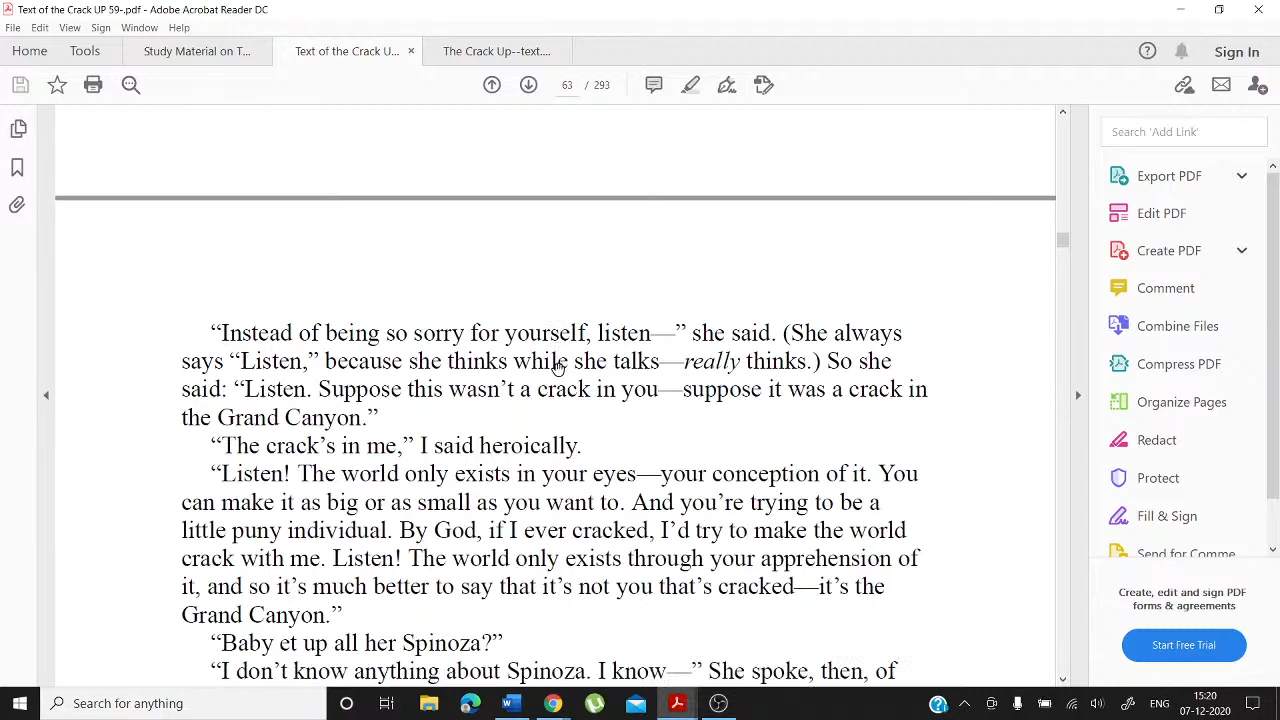 Text of the Crack UP 59-.pdf - Adobe Acrobat Reader DC
File Edit View Sign Window Help
Home Tools Study Material on T... Text of the Crack U... × The Crack Up--text.... Sign In
63 / 293
Search 'Add Link'
Export PDF
Edit PDF
Create PDF
Comment
Combine Files
Compress PDF
Organize Pages
Redact
Protect
Fill & Sign
Send for Comme
Create, edit and sign PDF
forms & agreements
Start Free Trial
“Instead of being so sorry for yourself, listen—” she said. (She always
says “Listen,” because she thinks while she talks—really thinks.) So she
said: “Listen. Suppose this wasn’t a crack in you—suppose it was a crack in
the Grand Canyon.”
“The crack’s in me,” I said heroically.
“Listen! The world only exists in your eyes—your conception of it. You
can make it as big or as small as you want to. And you’re trying to be a
little puny individual. By God, if I ever cracked, I’d try to make the world
crack with me. Listen! The world only exists through your apprehension of
it, and so it’s much better to say that it’s not you that’s cracked—it’s the
Grand Canyon.”
“Baby et up all her Spinoza?”
“I don’t know anything about Spinoza. I know—” She spoke, then, of
Search for anything
ENG
15:20
07-12-2020